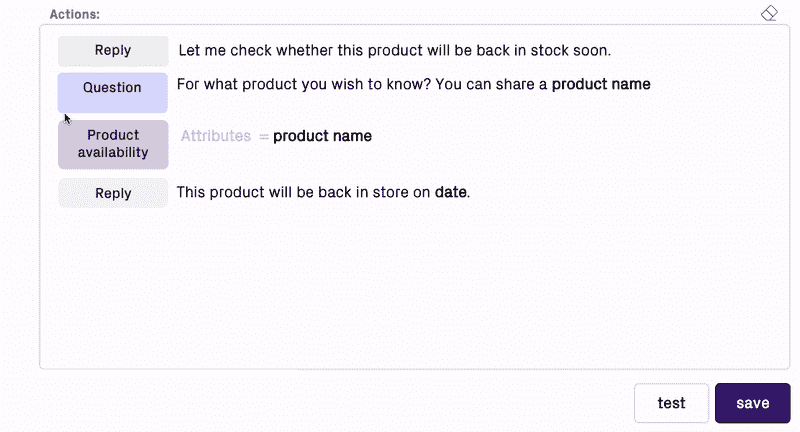 Actions:
Reply Let me check whether this product will be back in stock soon.
Question For what product you wish to know? You can share a product name
Product
availability
Attributes = product name
Reply This product will be back in store on date.
test save